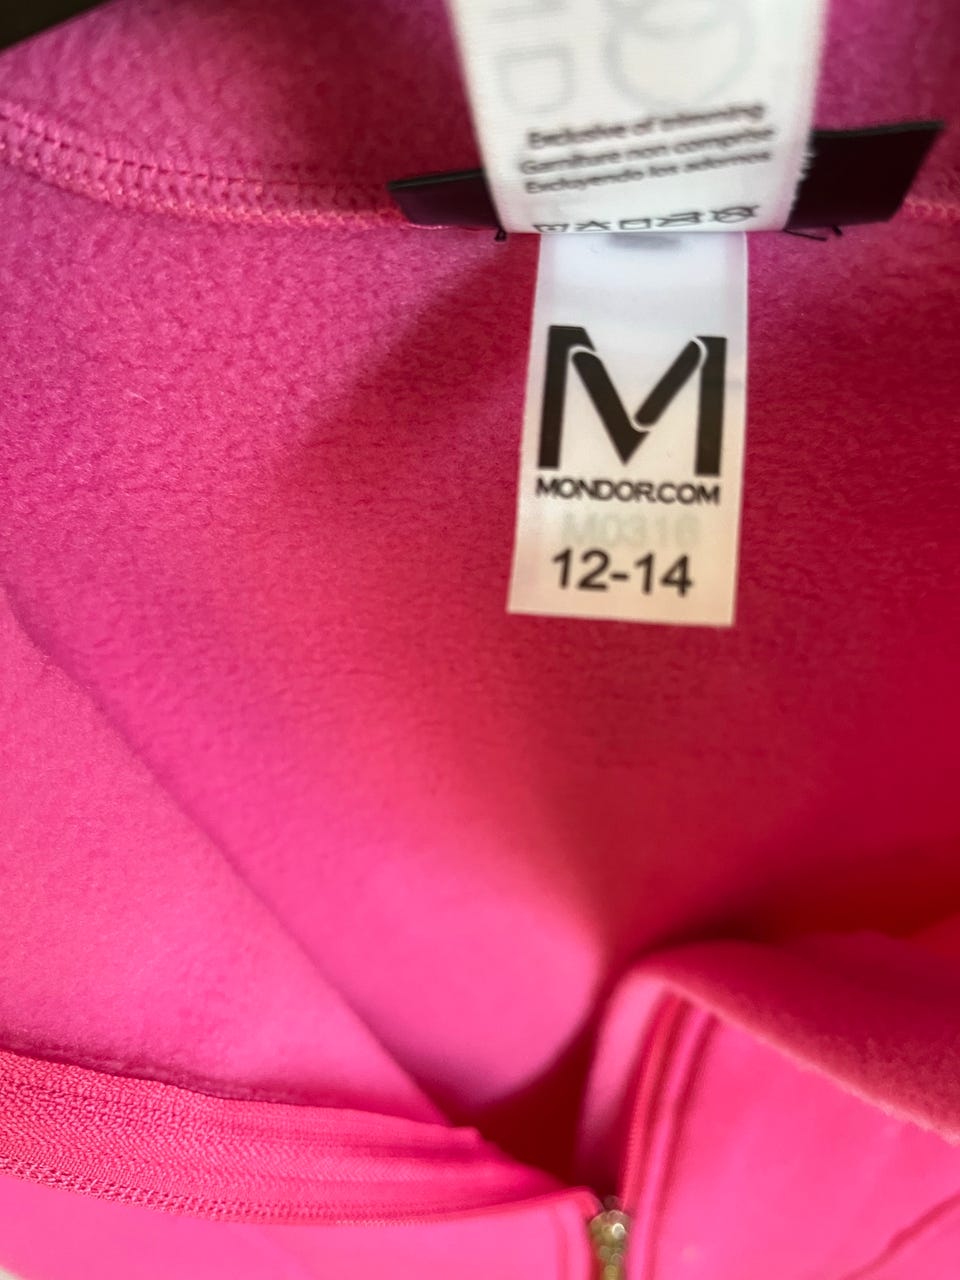 Exclusive of trimming
Garniture non comprise
Excluyendo los adornos
M
MONDOR.COM
M0316
12-14